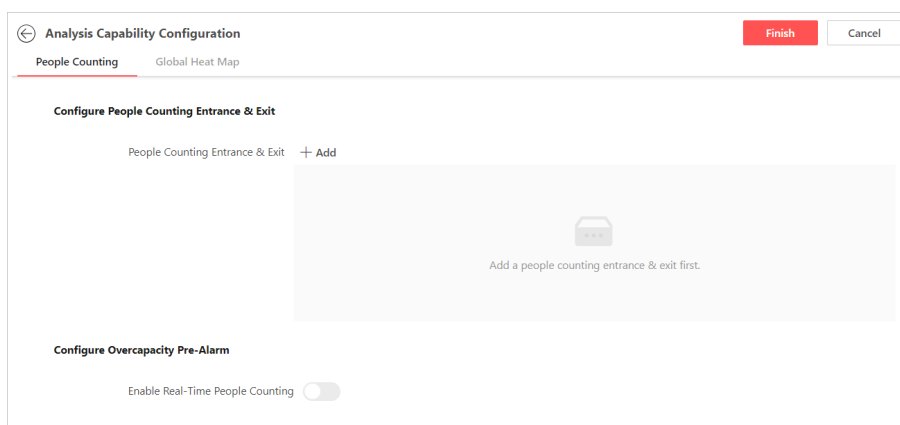 Analysis Capability Configuration
Finish
Cancel
People Counting
Global Heat Map
Configure People Counting Entrance & Exit
People Counting Entrance & Exit
+ Add
Add a people counting entrance & exit first.
Configure Overcapacity Pre-Alarm
Enable Real-Time People Counting